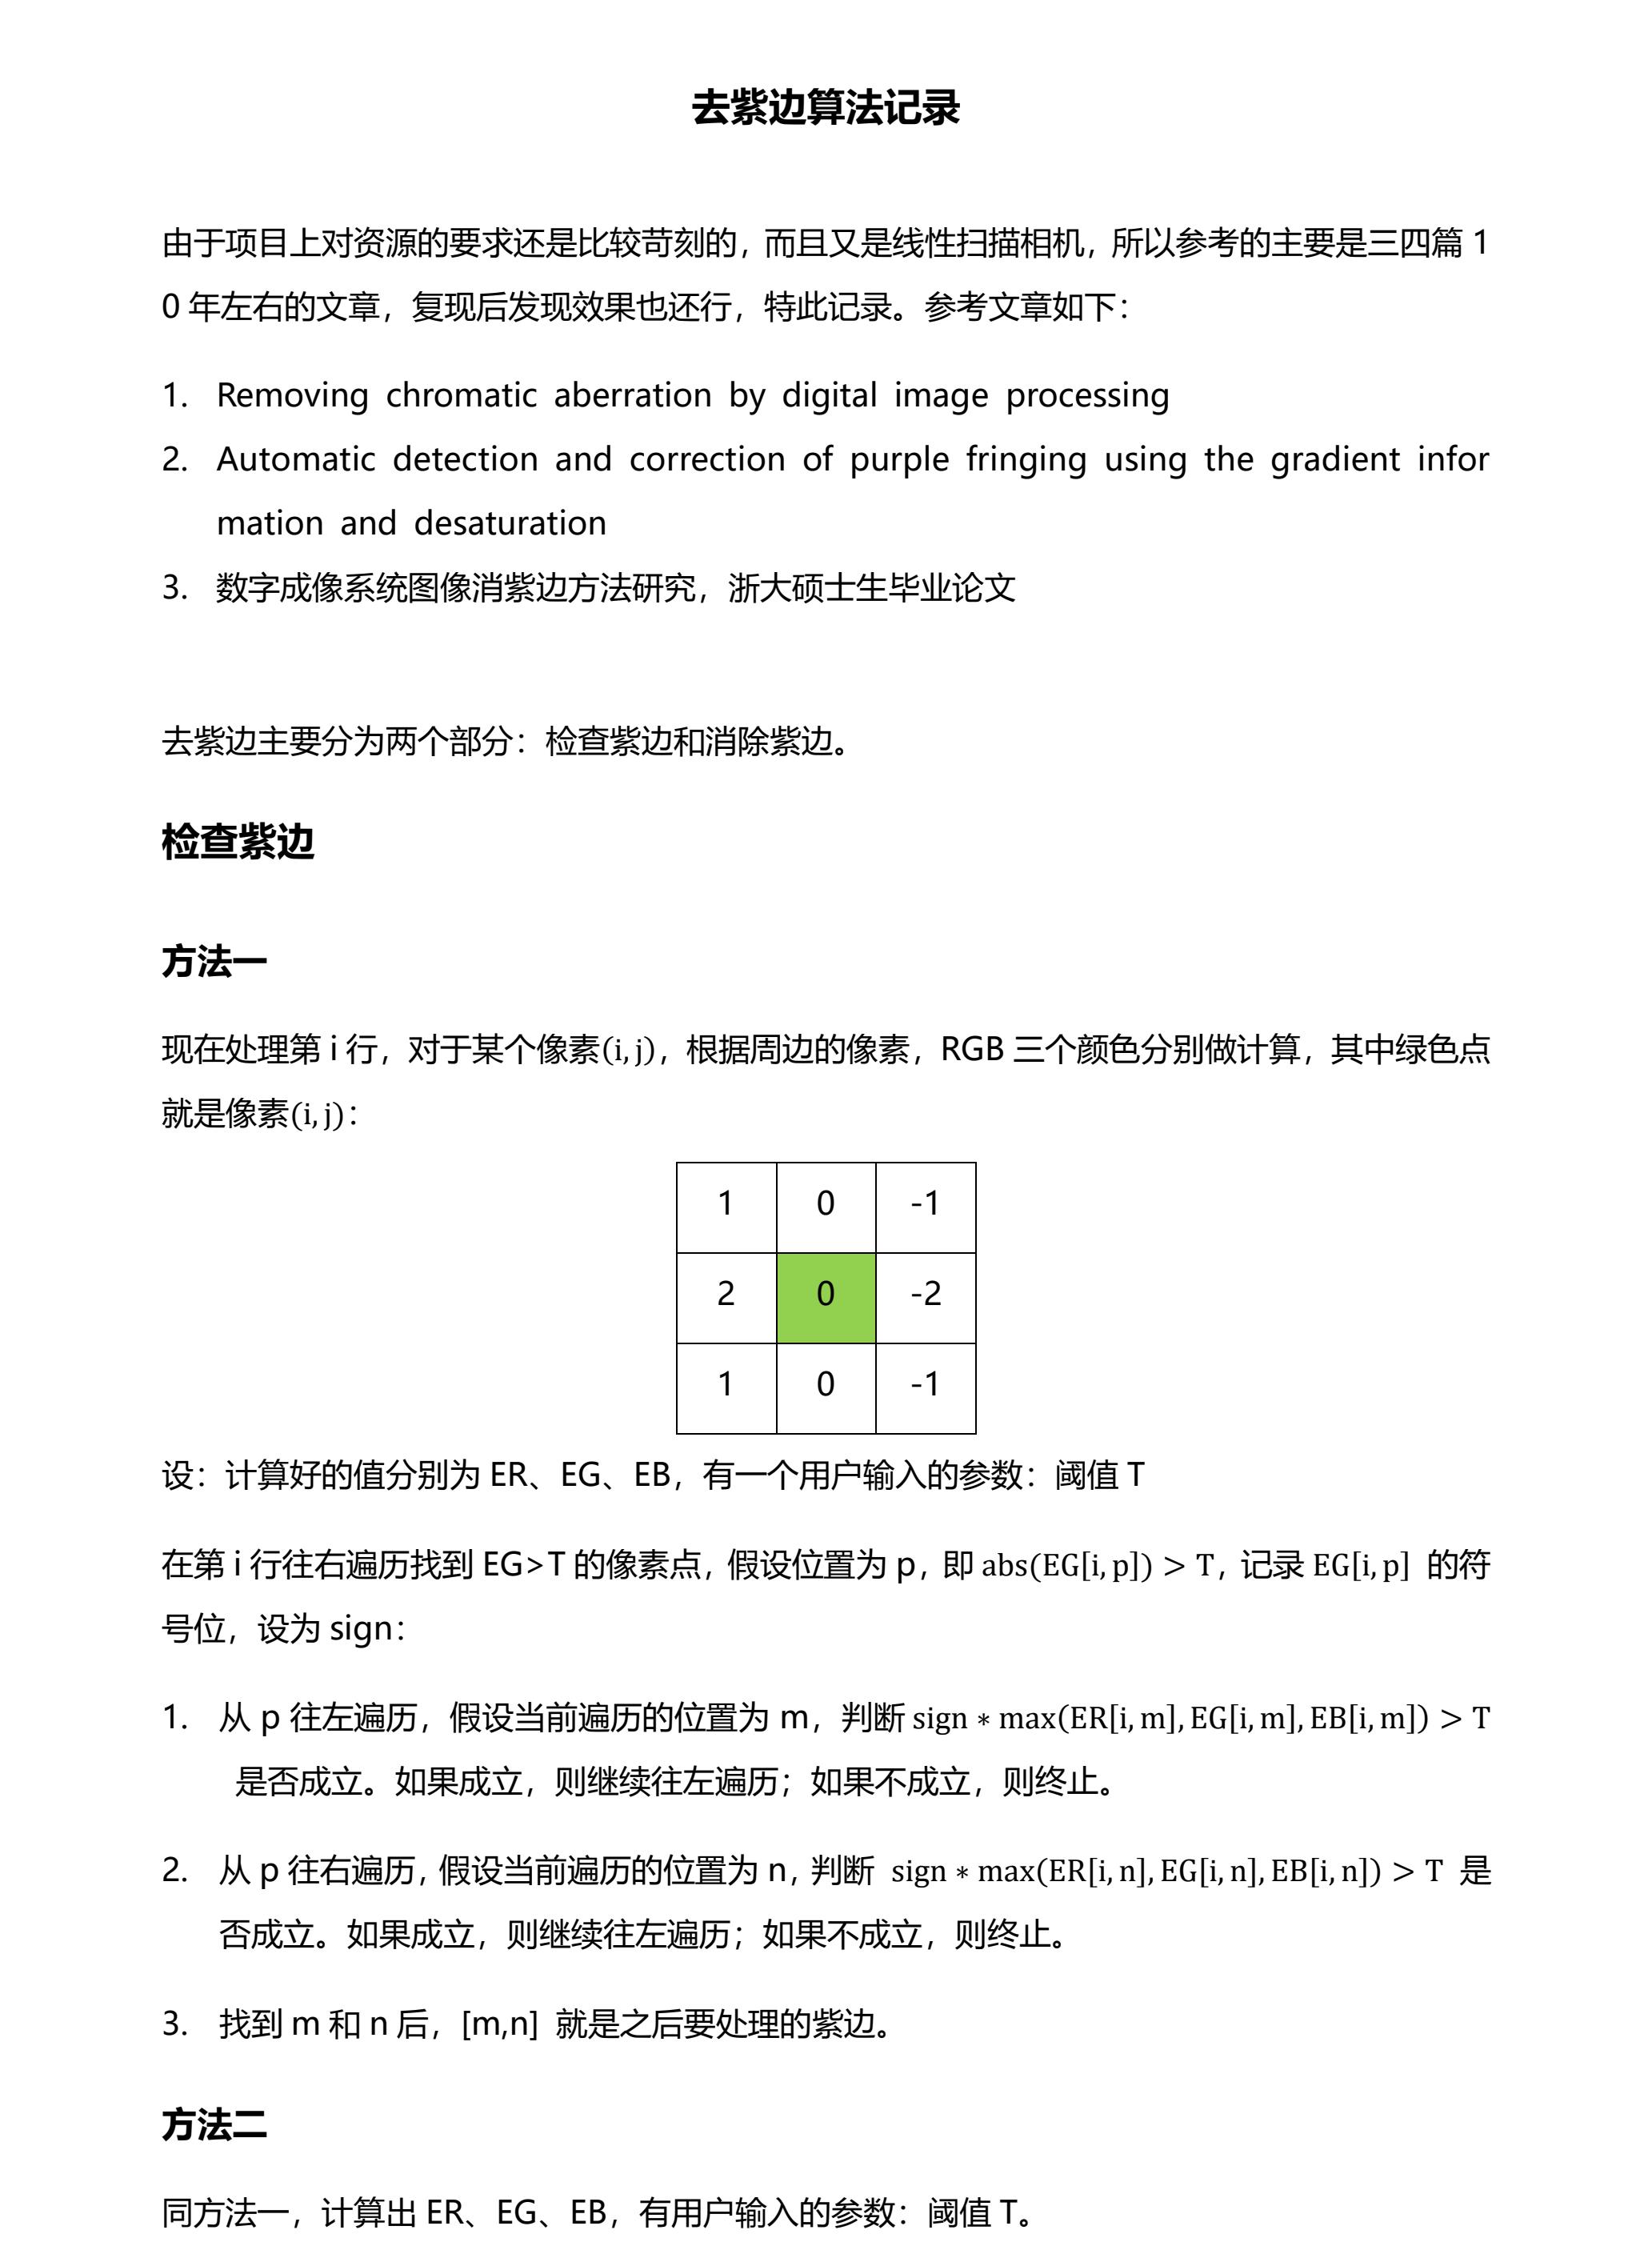 去紫边算法记录
由于项目上对资源的要求还是比较苛刻的，而且又是线性扫描相机，所以参考的主要是三四篇 1
0 年左右的文章，复现后发现效果也还行，特此记录。参考文章如下：
1. Removing chromatic aberration by digital image processing
2. Automatic detection and correction of purple fringing using the gradient infor
mation and desaturation
3. 数字成像系统图像消紫边方法研究，浙大硕士生毕业论文
去紫边主要分为两个部分：检查紫边和消除紫边。
检查紫边
方法一
现在处理第 i 行，对于某个像素(i, j)，根据周边的像素，RGB 三个颜色分别做计算，其中绿色点
就是像素(i, j)：
1 0 -1
2 0 -2
1 0 -1
设：计算好的值分别为 ER、EG、EB，有一个用户输入的参数：阈值 T
在第 i 行往右遍历找到 EG>T 的像素点，假设位置为 p，即 abs(EG[i, p]) > T，记录 EG[i, p] 的符
号位，设为 sign：
1. 从 p 往左遍历，假设当前遍历的位置为 m，判断 sign ∗ max(ER[i, m], EG[i, m], EB[i, m]) > T
是否成立。如果成立，则继续往左遍历；如果不成立，则终止。
2. 从 p 往右遍历，假设当前遍历的位置为 n，判断 sign ∗ max(ER[i, n], EG[i, n], EB[i, n]) > T 是
否成立。如果成立，则继续往左遍历；如果不成立，则终止。
3. 找到 m 和 n 后，[m,n] 就是之后要处理的紫边。
方法二
同方法一，计算出 ER、EG、EB，有用户输入的参数：阈值 T。